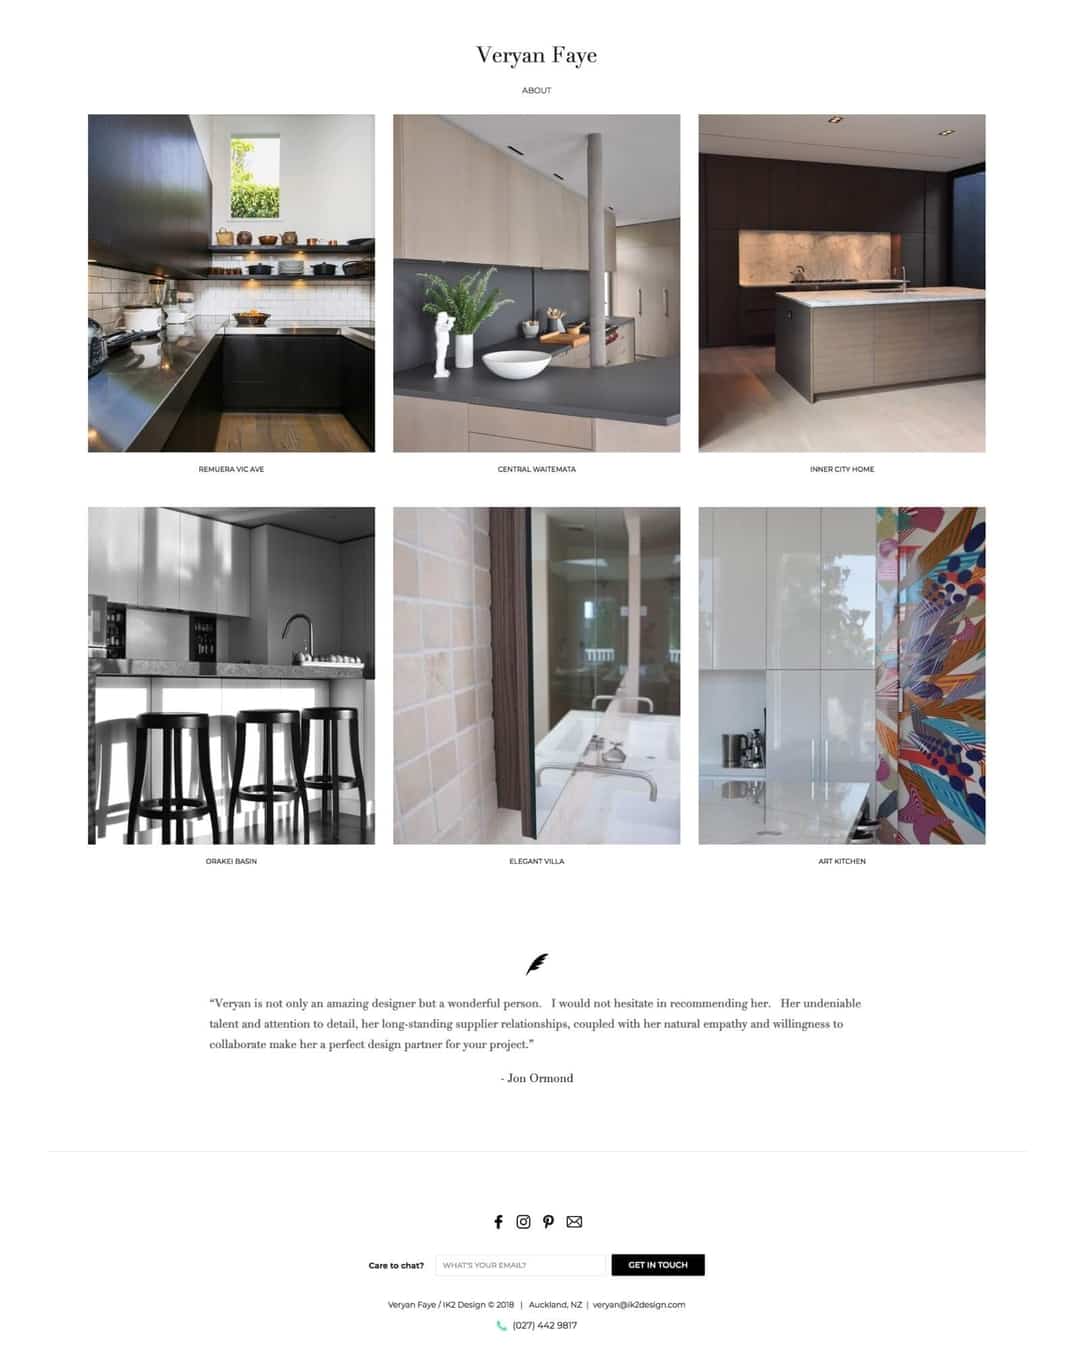 Veryan Faye
ABOUT
REMUERA VIC AVE
CENTRAL WAITEMATA
INNER CITY HOME
ORAKEI BASIN
ELEGANT VILLA
ART KITCHEN
“Veryan is not only an amazing designer but a wonderful person.   I would not hesitate in recommending her.   Her undeniable
talent and attention to detail, her long-standing supplier relationships, coupled with her natural empathy and willingness to
collaborate make her a perfect design partner for your project.”
- Jon Ormond
Care to chat? WHAT'S YOUR EMAIL? GET IN TOUCH
Veryan Faye / IK2 Design © 2018 | Auckland, NZ | veryan@ik2design.com
(027) 442 9817